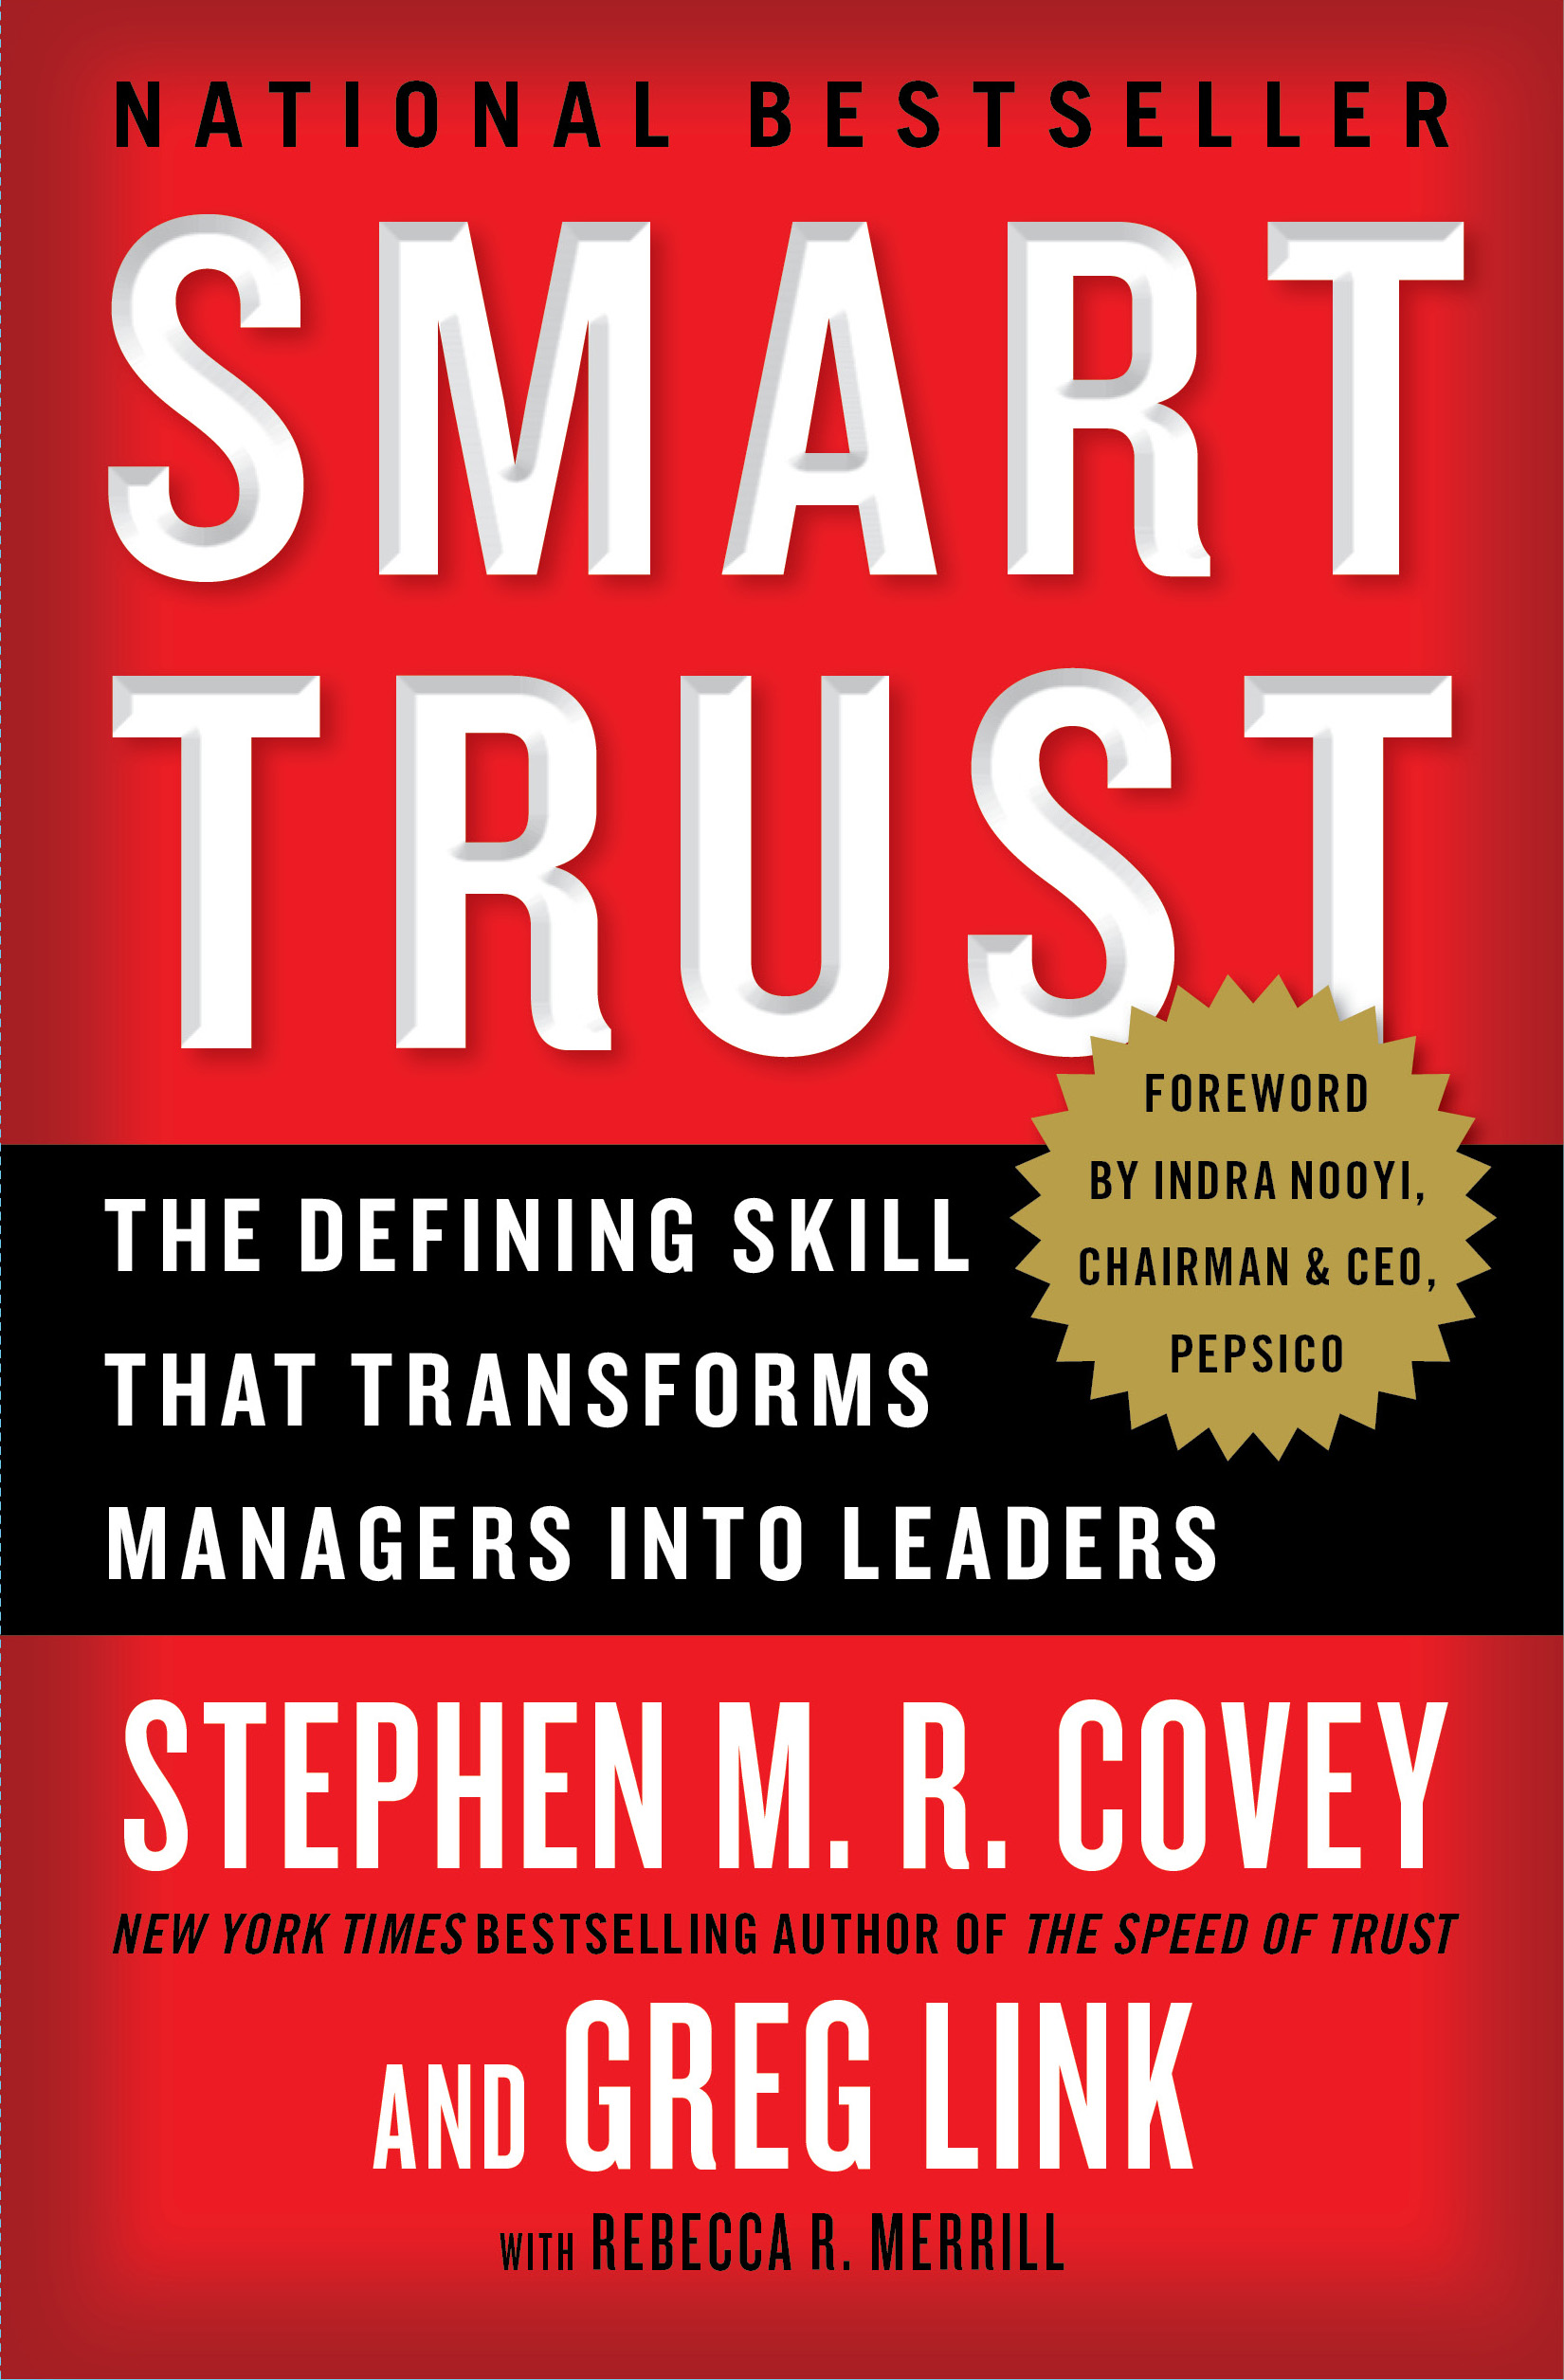 NATIONAL BESTSELLER
SMART
TRUST
FOREWORD
BY INDRA NOOYI,
CHAIRMAN & CEO,
PEPSICO
THE DEFINING SKILL
THAT TRANSFORMS
MANAGERS INTO LEADERS
STEPHEN M. R. COVEY
NEW YORK TIMES BESTSELLING AUTHOR OF THE SPEED OF TRUST
AND GREG LINK
WITH REBECCA R. MERRILL